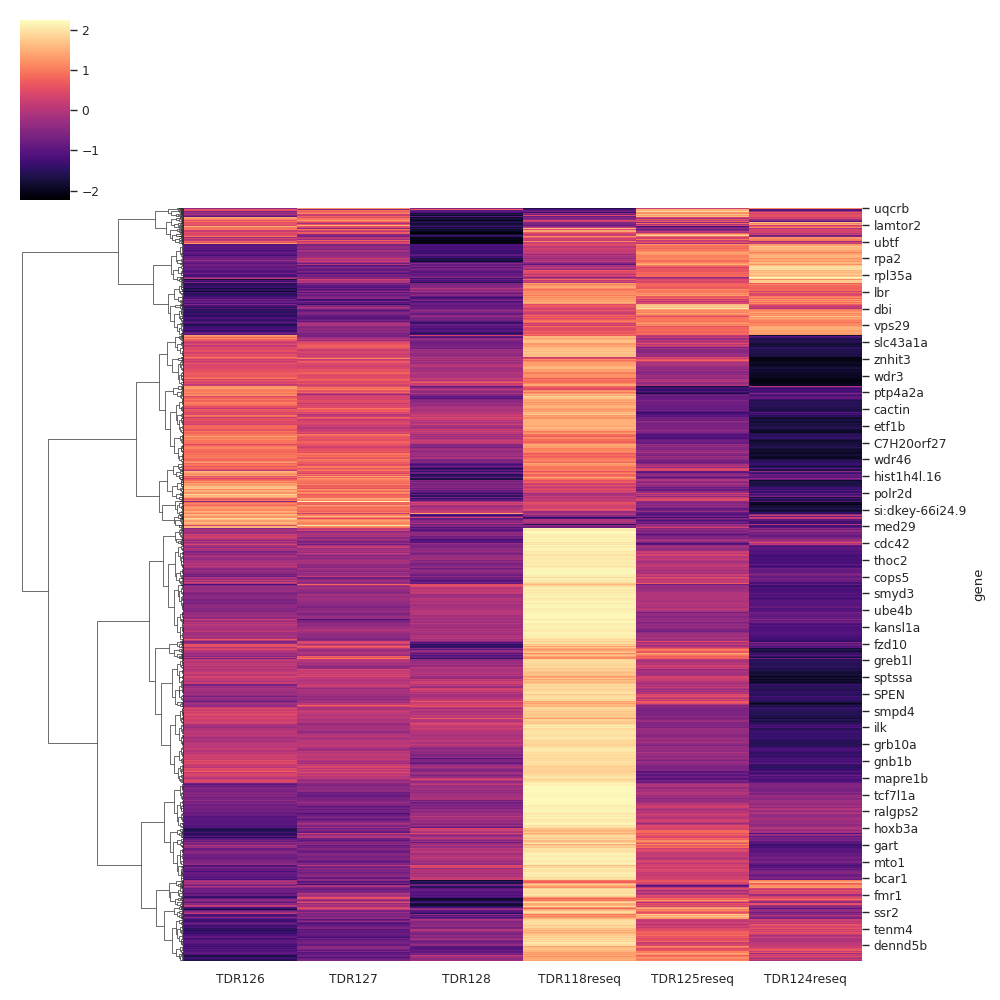 2
1
0
−1
−2
uqcrb
lamtor2
ubtf
rpa2
rpl35a
lbr
dbi
vps29
slc43a1a
znhit3
wdr3
ptp4a2a
cactin
etf1b
C7H20orf27
wdr46
hist1h4l.16
polr2d
si:dkey-66i24.9
med29
cdc42
thoc2
cops5
smyd3
ube4b
kansl1a
fzd10
greb1l
sptssa
SPEN
smpd4
ilk
grb10a
gnb1b
mapre1b
tcf7l1a
ralgps2
hoxb3a
gart
mto1
bcar1
fmr1
ssr2
tenm4
dennd5b
gene
TDR126 TDR127 TDR128 TDR118reseq TDR125reseq TDR124reseq